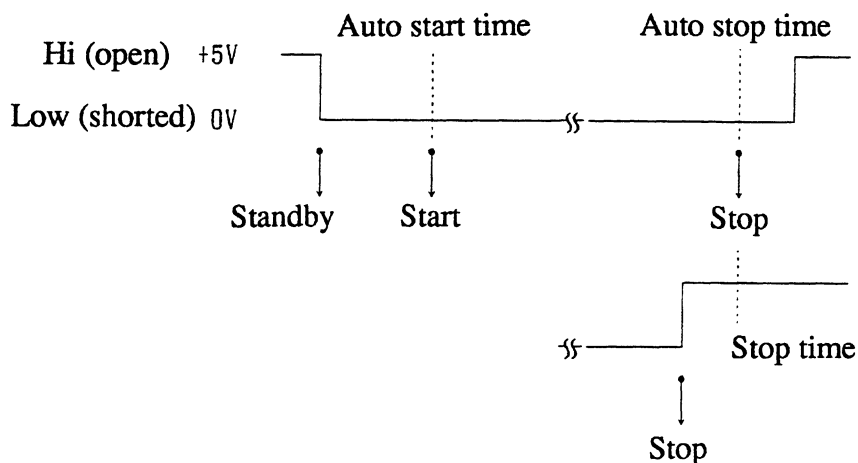 Auto start time Auto stop time
Hi (open) +5V
Low (shorted) 0V
Standby Start Stop
Stop time
Stop